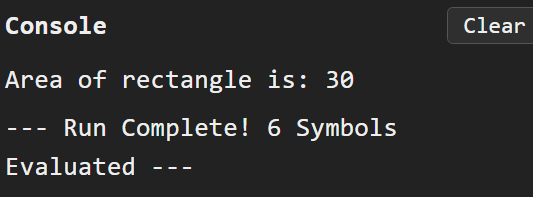 Console
Clear
Area of rectangle is: 30
--- Run Complete! 6 Symbols
Evaluated ---